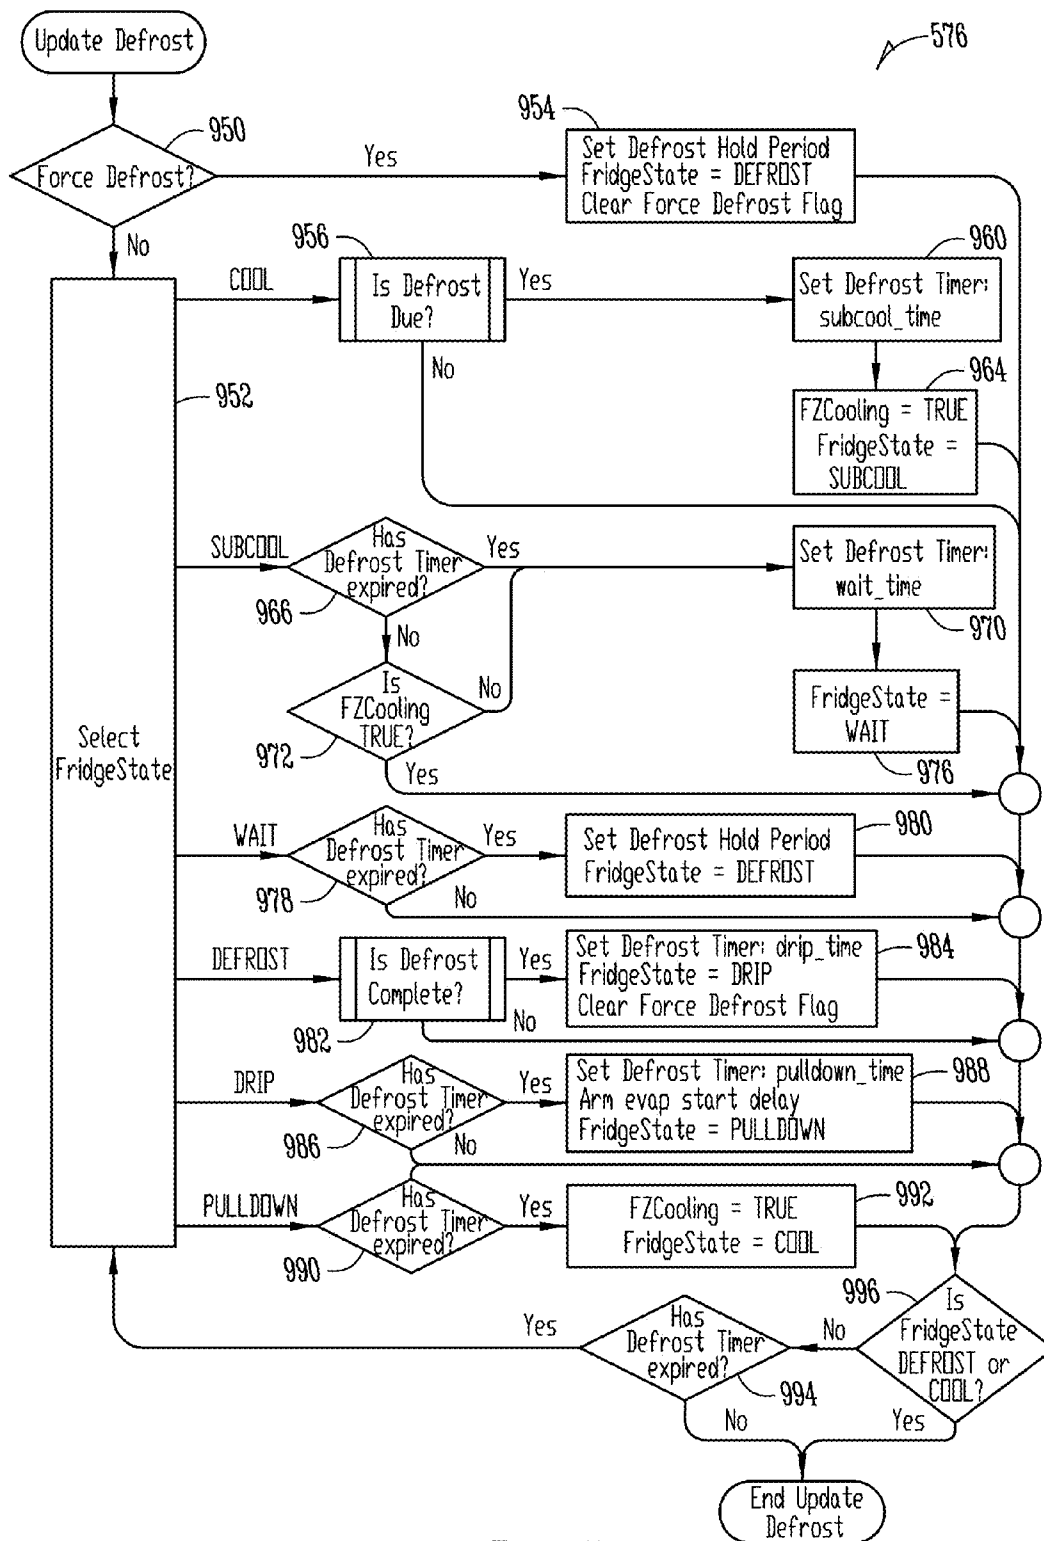 Update Defrost
576
950
Force Defrost?
Yes
No
954
Set Defrost Hold Period
FridgeState = DEFROST
Clear Force Defrost Flag
952
Select
FridgeState
COOL
956
Is Defrost
Due?
Yes
No
960
Set Defrost Timer:
subcool_time
964
FZCooling = TRUE
FridgeState =
SUBCOOL
SUBCOOL
Has
Defrost Timer
expired?
966
Yes
No
Set Defrost Timer:
wait_time
970
Is
FZCooling
TRUE?
972
No
Yes
FridgeState =
WAIT
976
WAIT
Has
Defrost Timer
expired?
978
Yes
No
Set Defrost Hold Period
FridgeState = DEFROST
980
DEFROST
Is Defrost
Complete?
982
Yes
No
Set Defrost Timer: drip_time
FridgeState = DRIP
Clear Force Defrost Flag
984
DRIP
Has
Defrost Timer
expired?
986
Yes
No
Set Defrost Timer: pulldown_time
Arm evap start delay
FridgeState = PULLDOWN
988
PULLDOWN
Has
Defrost Timer
expired?
990
Yes
FZCooling = TRUE
FridgeState = COOL
992
996
Is
FridgeState
DEFROST or
COOL?
No
Yes
Has
Defrost Timer
expired?
994
Yes
No
End Update
Defrost